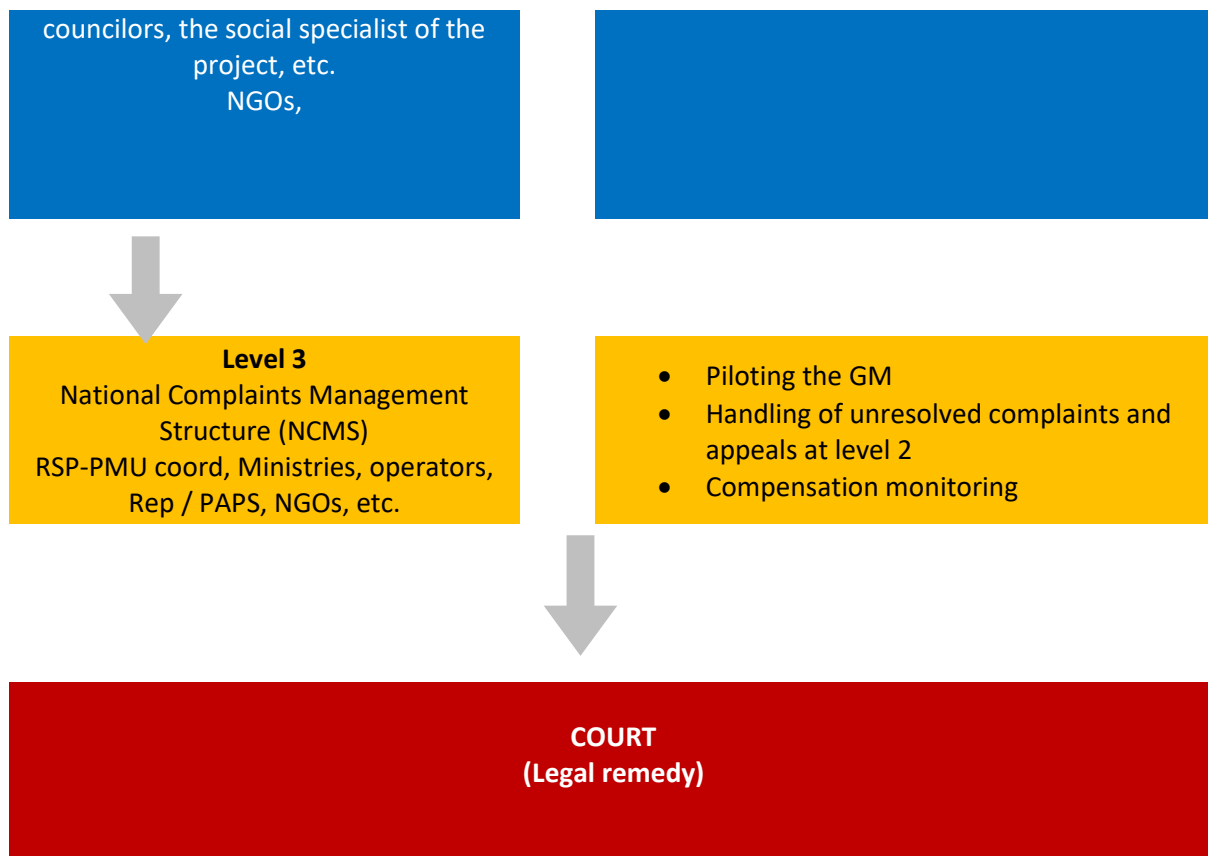 councilors, the social specialist of the
project, etc.
NGOs,
Level 3
National Complaints Management
Structure (NCMS)
RSP-PMU coord, Ministries, operators,
Rep / PAPS, NGOs, etc.
• Piloting the GM
• Handling of unresolved complaints and
appeals at level 2
• Compensation monitoring
COURT
(Legal remedy)